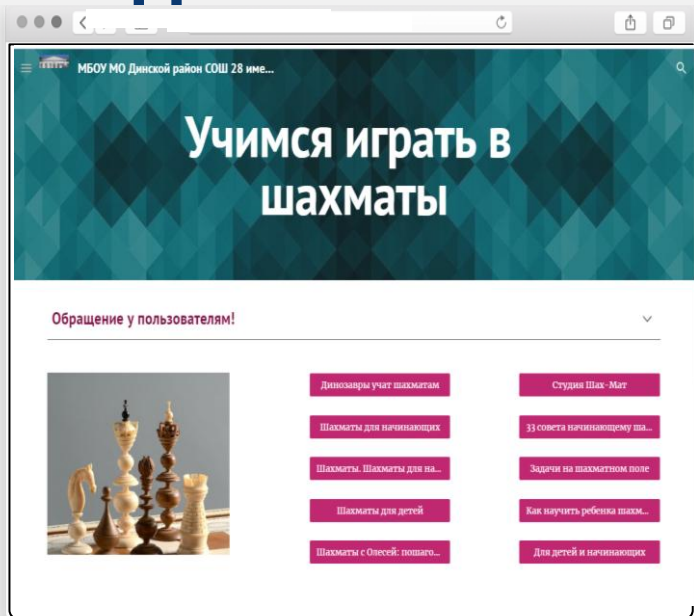 МБОУ МО Динской район СОШ 28 име...
Учимся играть в
шахматы
Обращение у пользователям!
Динозавры учат шахматам
Студия Шах-Мат
Шахматы для начинающих
33 совета начинающему ша...
Шахматы. Шахматы для на...
Задачи на шахматном поле
Шахматы для детей
Как научить ребенка шахм...
Шахматы с Олесей: пошаго...
Для детей и начинающих